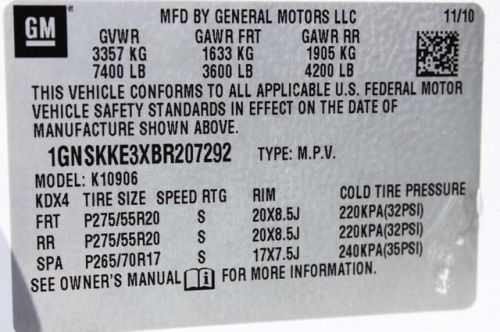 GM MFD BY GENERAL MOTORS LLC 11/10
GVWR GAWR FRT GAWR RR
3357 KG 1633 KG 1905 KG
7400 LB 3600 LB 4200 LB
THIS VEHICLE CONFORMS TO ALL APPLICABLE U.S. FEDERAL MOTOR
VEHICLE SAFETY STANDARDS IN EFFECT ON THE DATE OF
MANUFACTURE SHOWN ABOVE.
1GNSKKE3XBR207292 TYPE: M.P.V.
MODEL: K10906
KDX4 TIRE SIZE SPEED RTG RIM COLD TIRE PRESSURE
FRT P275/55R20 S 20X8.5J 220KPA(32PSI)
RR P275/55R20 S 20X8.5J 220KPA(32PSI)
SPA P265/70R17 S 17X7.5J 240KPA(35PSI)
SEE OWNER'S MANUAL FOR MORE INFORMATION.